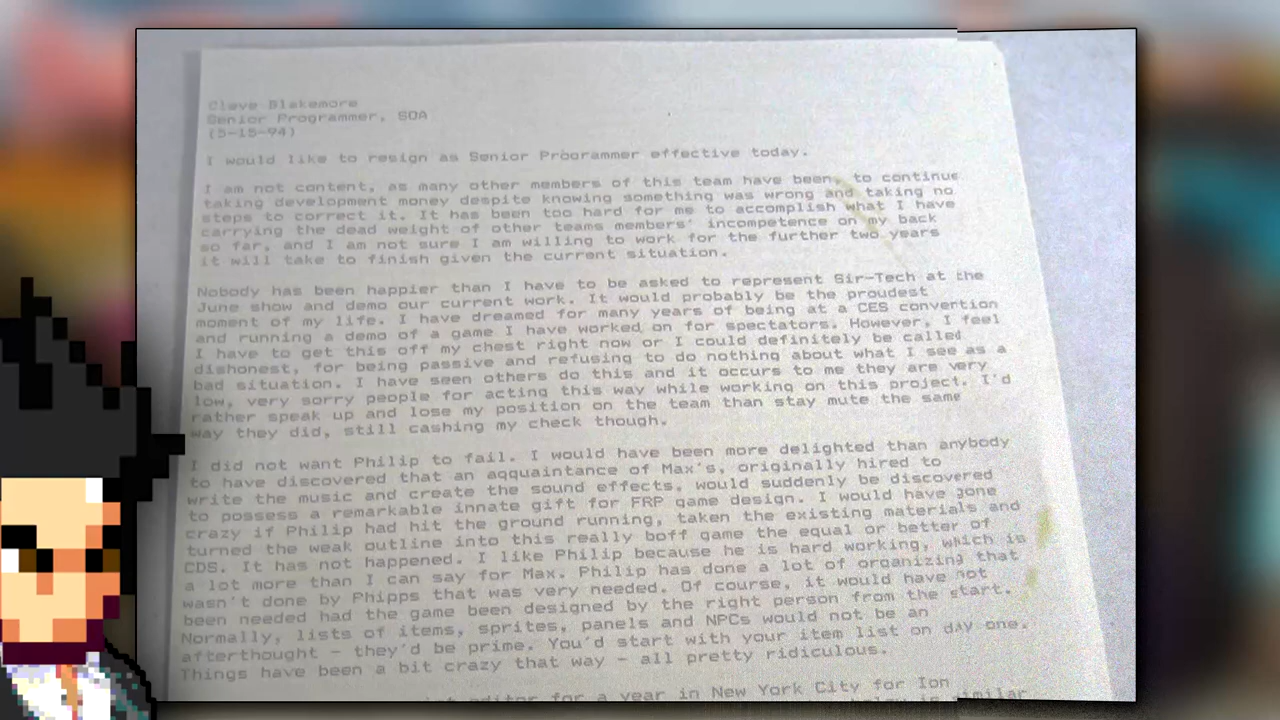 Cleve Blakemore
Senior Programmer, SOA
(5-15-94)
I would like to resign as Senior Programmer effective today.
I am not content, as many other members of this team have been, to continue
taking development money despite knowing something was wrong and taking no
steps to correct it. It has been too hard for me to accomplish what I have
carrying the dead weight of other teams members' incompetence on my back
so far, and I am not sure I am willing to work for the further two years
it will take to finish given the current situation.
Nobody has been happier than I have to be asked to represent Sir-Tech at the
June show and demo our current work. It would probably be the proudest
moment of my life. I have dreamed for many years of being at a CES convertion
and running a demo of a game I have worked on for spectators. However, I feel
I have to get this off my chest right now or I could definitely be called
dishonest, for being passive and refusing to do nothing about what I see as a
bad situation. I have seen others do this and it occurs to me they are very
low, very sorry people for acting this way while working on this project. I'd
rather speak up and lose my position on the team than stay mute the same
way they did, still cashing my check though.
I did not want Philip to fail. I would have been more delighted than anybody
to have discovered that an aqquaintance of Max's, originally hired to
write the music and create the sound effects, would suddenly be discovered
to possess a remarkable innate gift for FRP game design. I would have gone
crazy if Philip had hit the ground running, taken the existing materials and
turned the weak outline into this really boff game the equal or better of
CDS. It has not happened. I like Philip because he is hard working, which is
a lot more than I can say for Max. Philip has done a lot of organizing that
wasn't done by Phipps that was very needed. Of course, it would have not
been needed had the game been designed by the right person from the start.
Normally, lists of items, sprites, panels and NPCs would not be an
afterthought - they'd be prime. You'd start with your item list on day one.
Things have been a bit crazy that way - all pretty ridiculous.
editor for a year in New York City for Ion
similar